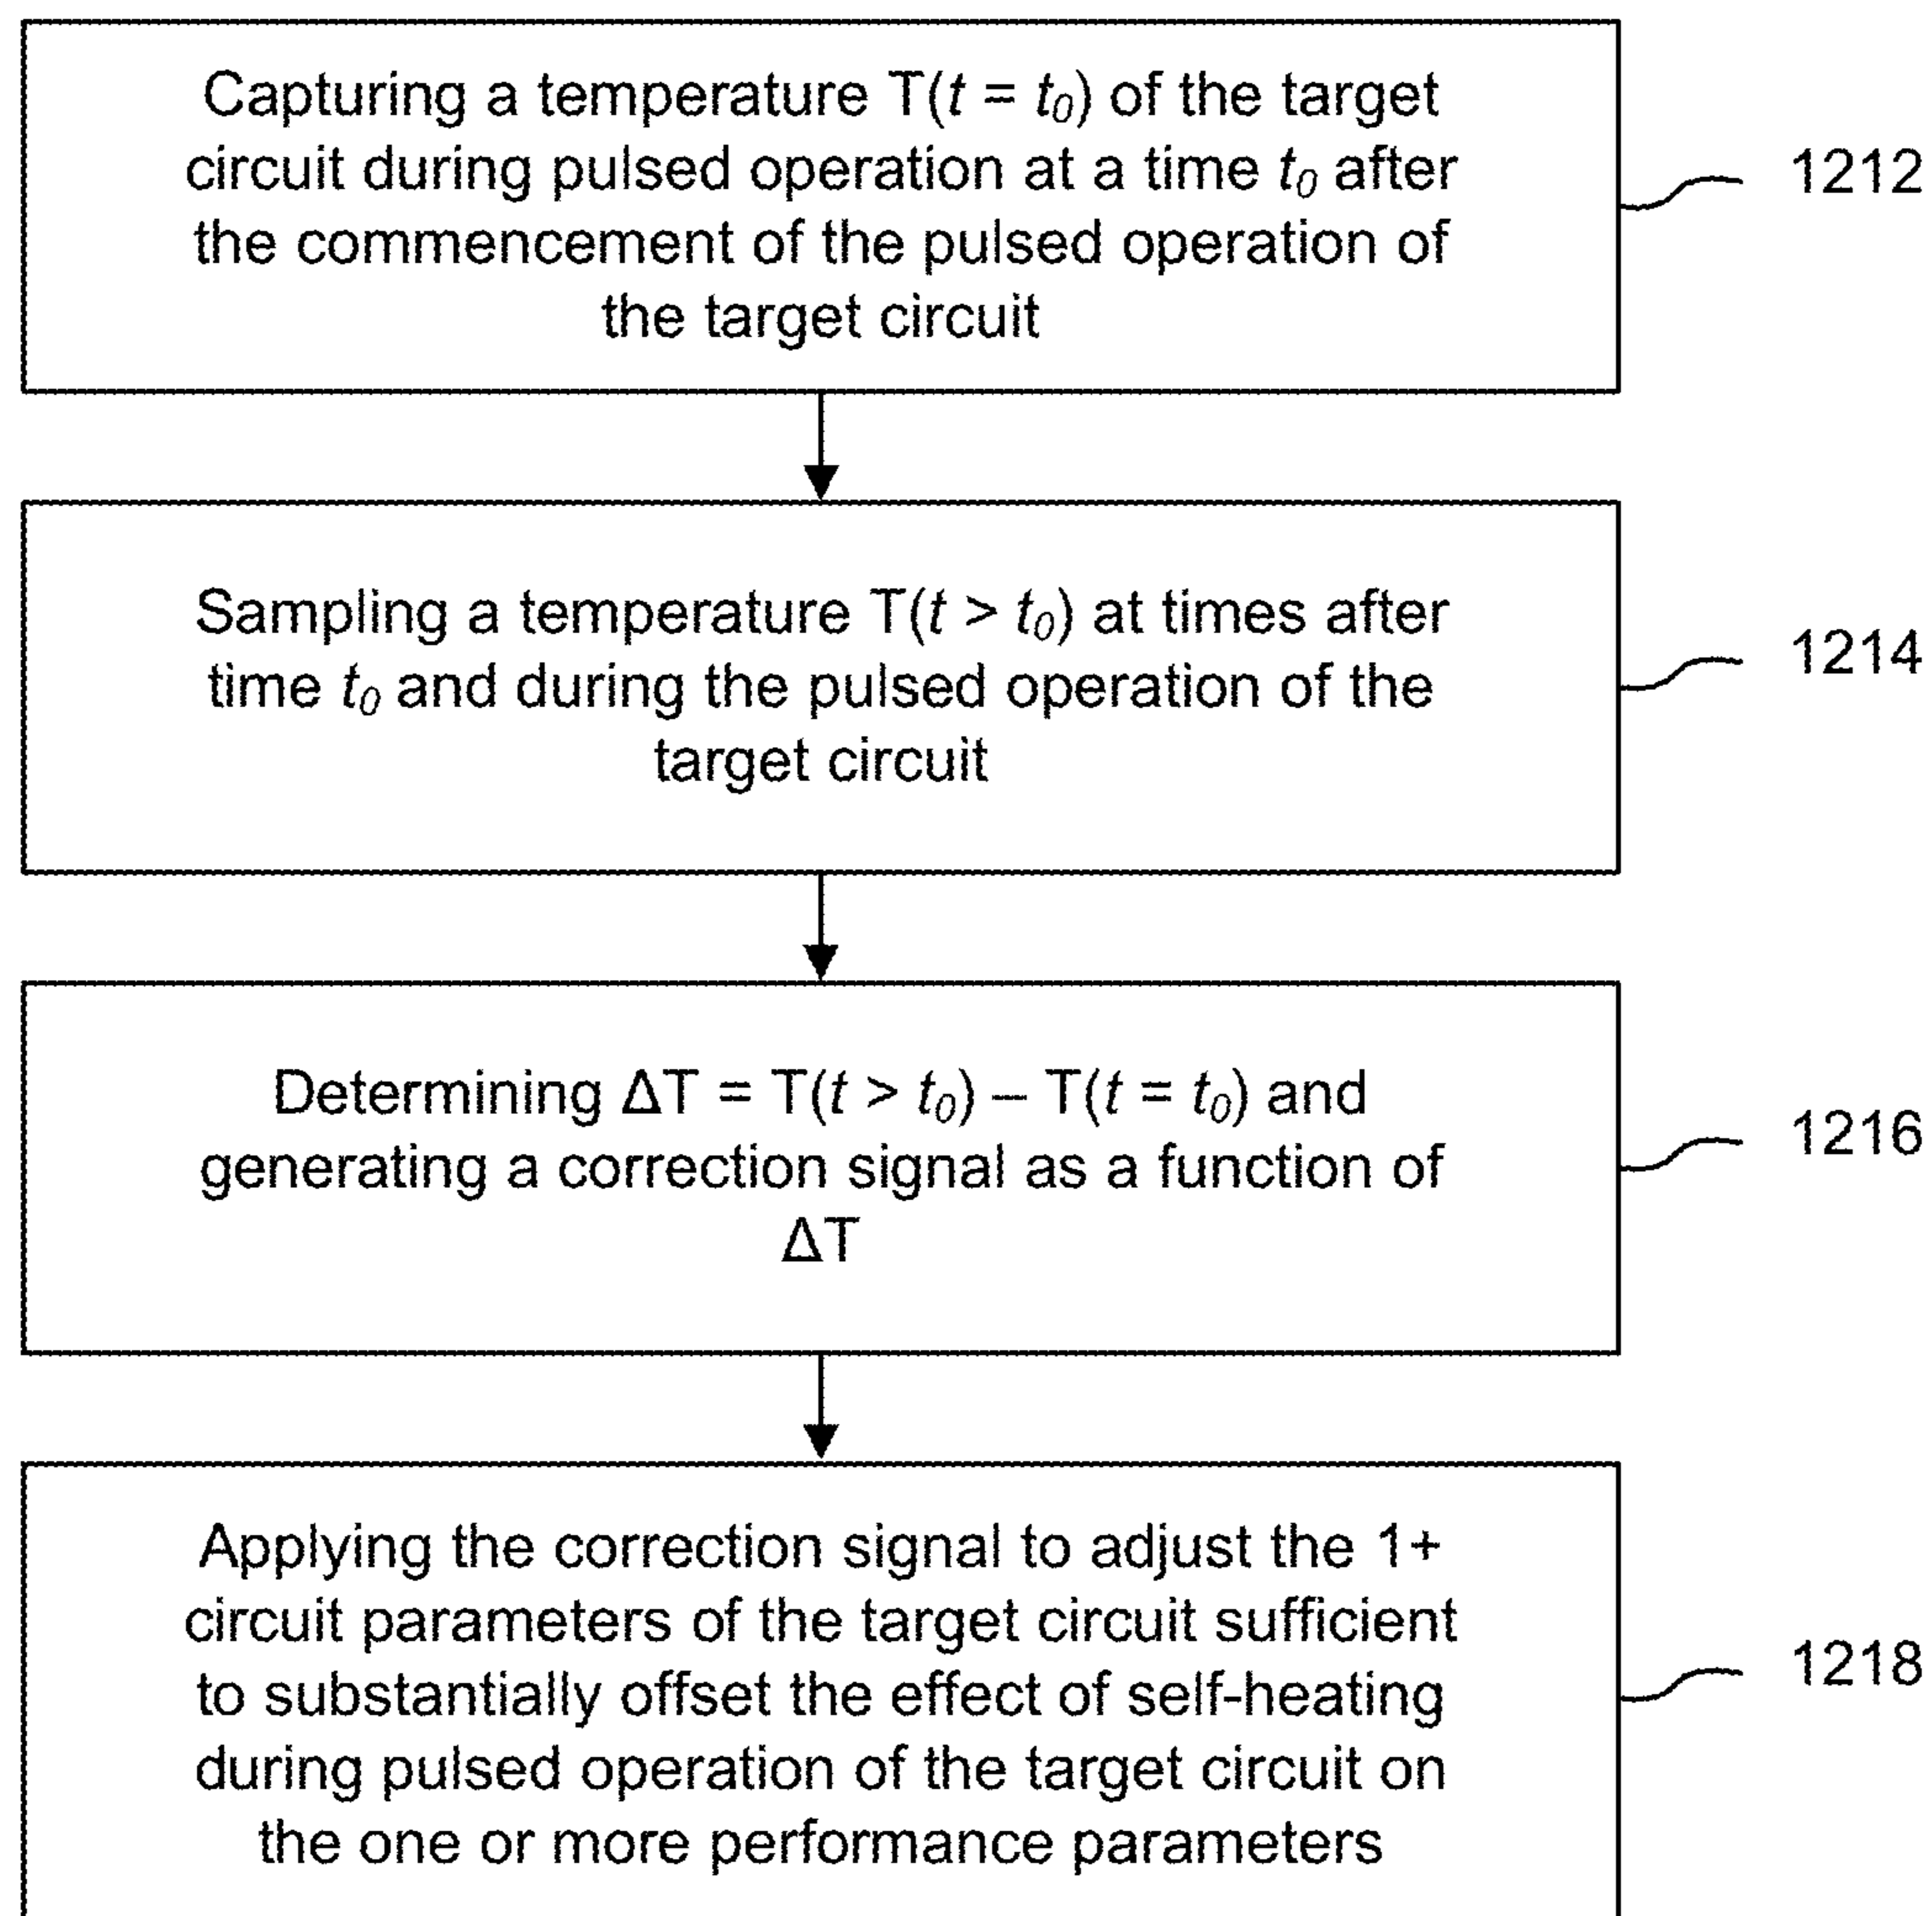 Capturing a temperature T(t = t₀) of the target
circuit during pulsed operation at a time t₀ after
the commencement of the pulsed operation of
the target circuit
1212
Sampling a temperature T(t > t₀) at times after
time t₀ and during the pulsed operation of the
target circuit
1214
Determining ΔT = T(t > t₀) – T(t = t₀) and
generating a correction signal as a function of
ΔT
1216
Applying the correction signal to adjust the 1+
circuit parameters of the target circuit sufficient
to substantially offset the effect of self-heating
during pulsed operation of the target circuit on
the one or more performance parameters
1218